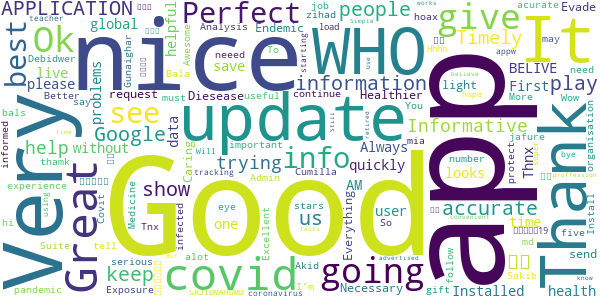 APPLICATION
Perfect
job
people
global
Analysis
Endemic
zihad
hoax
acurate
Evade
teacher
Ok
nice
WHO
give
It
helpful
Awesome
To
load
starting
works
appw
Timely
may
Debidwer
Gunaighar
neeed
save
live
Bala
best
please
request
Diesease
useful
information
Healthier
BELIVE
play
Better
say
must
continue
You
First
need
problems
update
light
More
Wow
bals
see
Google
Informative
organisation
informed
help
without
data
Always
mia
number
jafure
Very
Great
thamk
info
looks
Thnx
protect
bye
experience
trying
Caring
Will
important
quickly
app
Install
Thank
Good
Admin
Cumilla
AM
accurate
hi
using
show
us
Everything
user
time
Suite
tell
Medicine
infected
eye
one
stars
So
five
md
send
Covit
serious
Tnx
Excellent
Akid
Necessary
follow
Sakib
gift
health
pandemic
Exposure
alot
I'm
coronavirus
Installed
keep
covid
going
tracking
facts
advertised
retired
still
use
hope
believe
convenient
proffession
know
fine